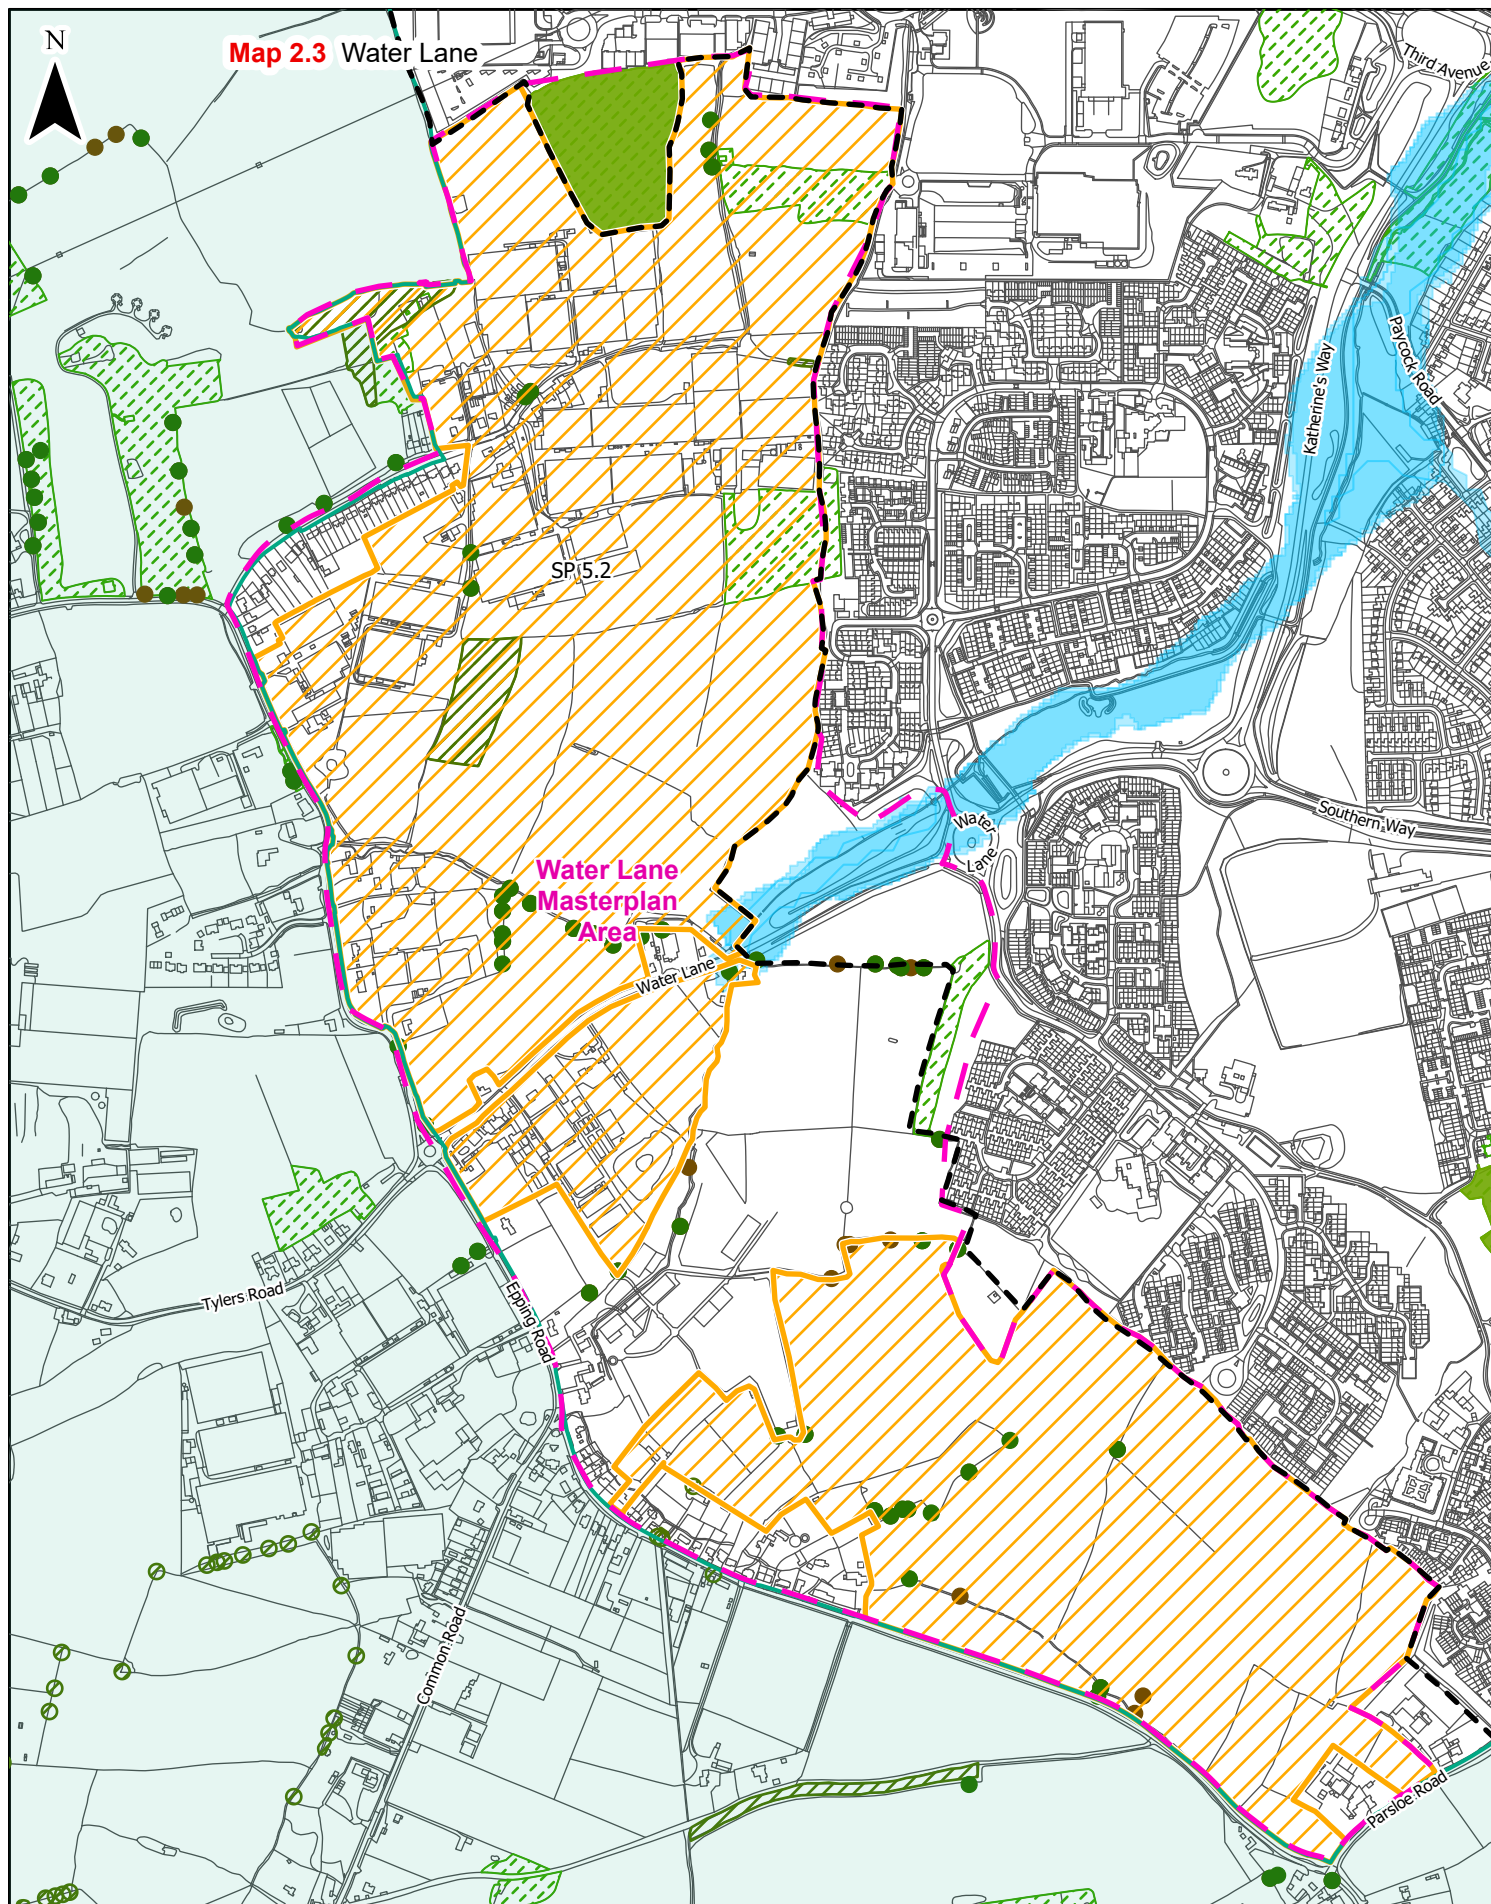 N
Map 2.3 Water Lane
Third Avenue
Paycock Road
Katherine's Way
SP 5.2
Southern Way
Water
Lane
Water Lane
Masterplan
Area
Water Lane
Tylers Road
Epping Road
Common Road
Parsloe Road